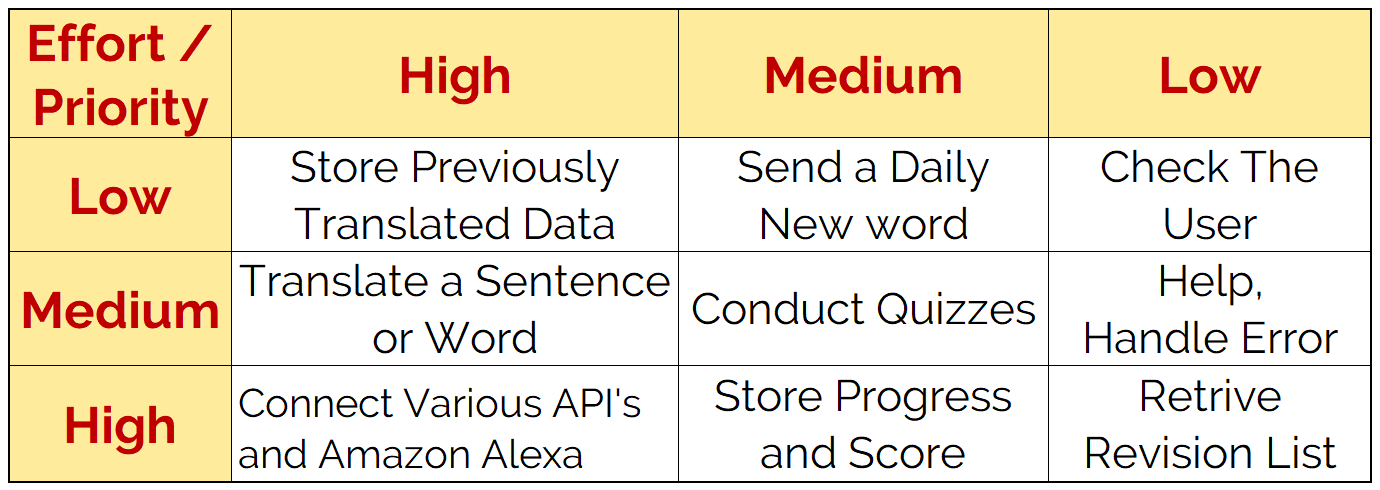 Effort /
Priority
High
Medium
Low
Low
Store Previously
Translated Data
Send a Daily
New word
Check The
User
Medium
Translate a Sentence
or Word
Conduct Quizzes
Help,
Handle Error
High
Connect Various API's
and Amazon Alexa
Store Progress
and Score
Retrive
Revision List